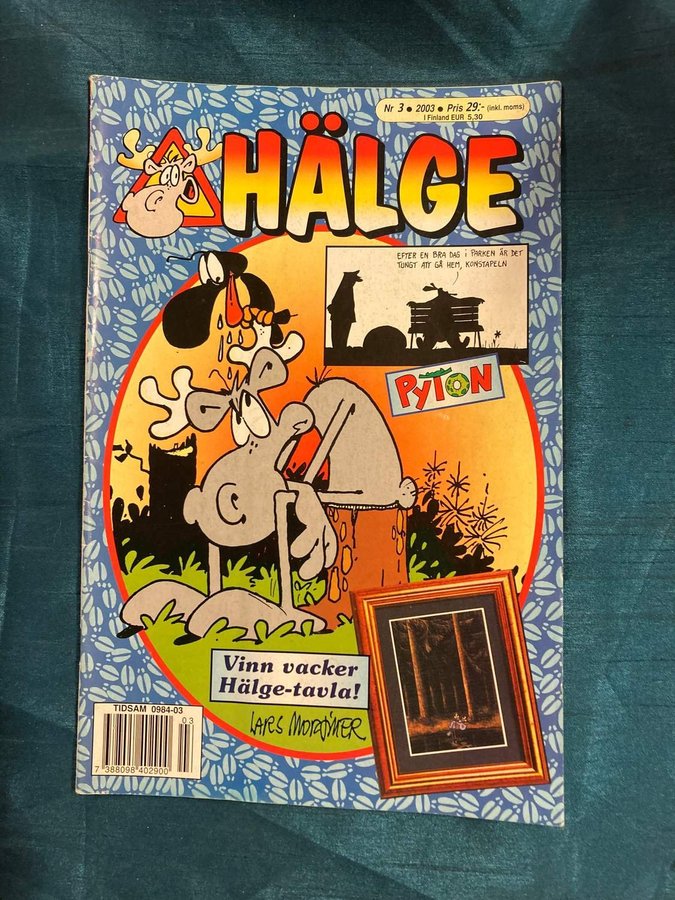 Nr 3 • 2003 • Pris 29:- (inkl. moms)
I Finland EUR 5,30
HÄLGE
EFTER EN BRA DAG i PARKEN ÄR DET
TUNGT ATT GÅ HEM, KONSTAPELN
PYTON
Vinn vacker
Hälge-tavla!
LARS MORTIMER
TIDSAM 0984-03
03
7 388098 402900